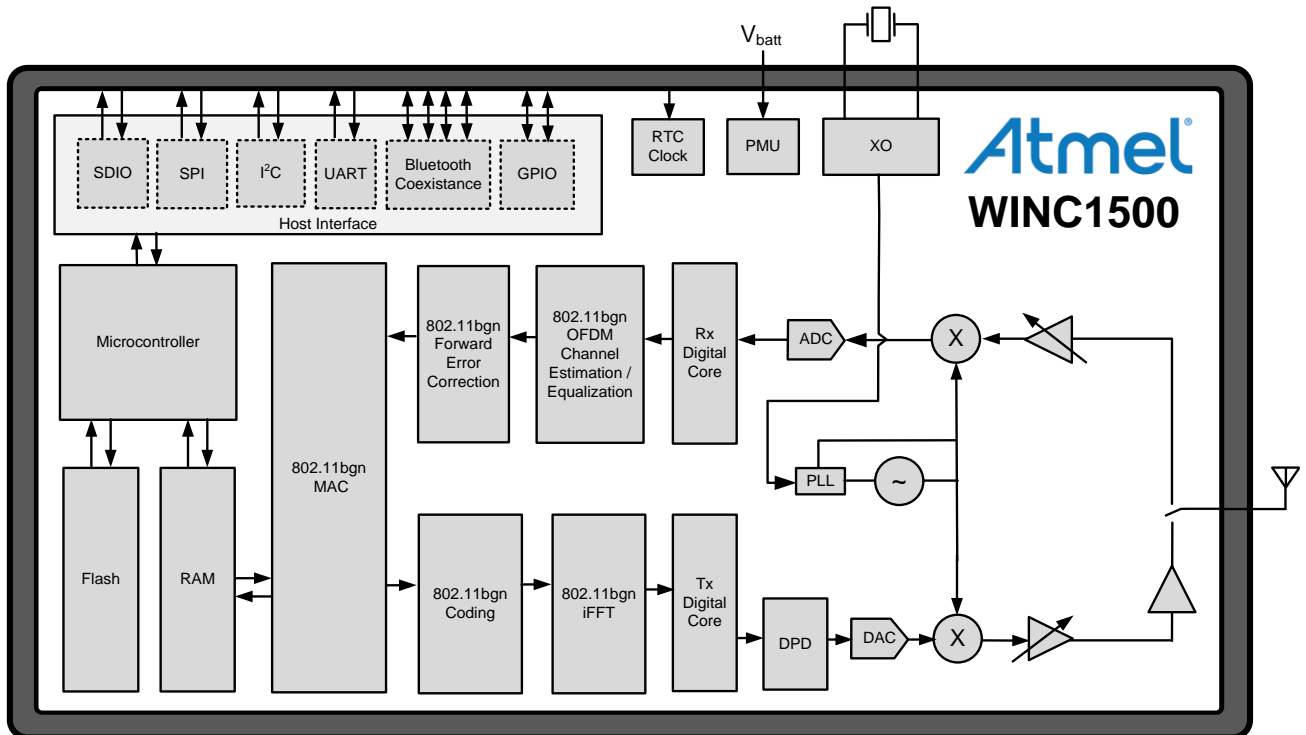 V_batt
RTC
Clock
PMU
XO
Atmel®
WINC1500
SDIO
SPI
I²C
UART
Bluetooth
Coexistance
GPIO
Host Interface
Microcontroller
802.11bgn
MAC
802.11bgn
Forward
Error
Correction
802.11bgn
OFDM
Channel
Estimation /
Equalization
Rx
Digital
Core
ADC
X
PLL
~
Flash
RAM
802.11bgn
Coding
802.11bgn
iFFT
Tx
Digital
Core
DPD
DAC
X